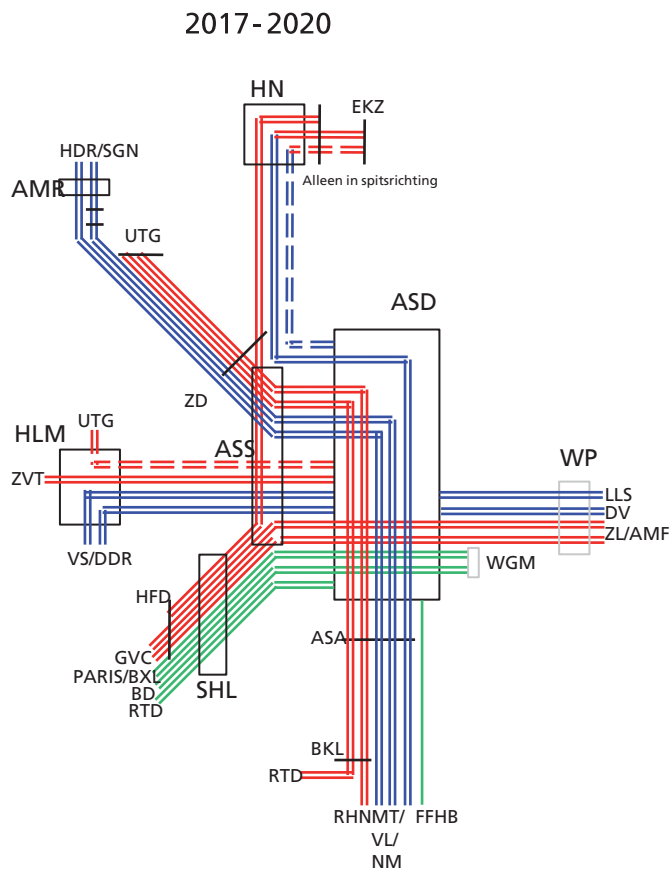 2017-2020
HN
EKZ
HDR/SGN
AMR
Alleen in spitsrichting
UTG
ASD
ZD
UTG
HLM
ASS
WP
ZVT
LLS
DV
ZL/AMF
VS/DDR
WGM
HFD
ASA
GVC
PARIS/BXL
SHL
BD
RTD
BKL
RTD
RHNMT/ FFHB
VL/
NM